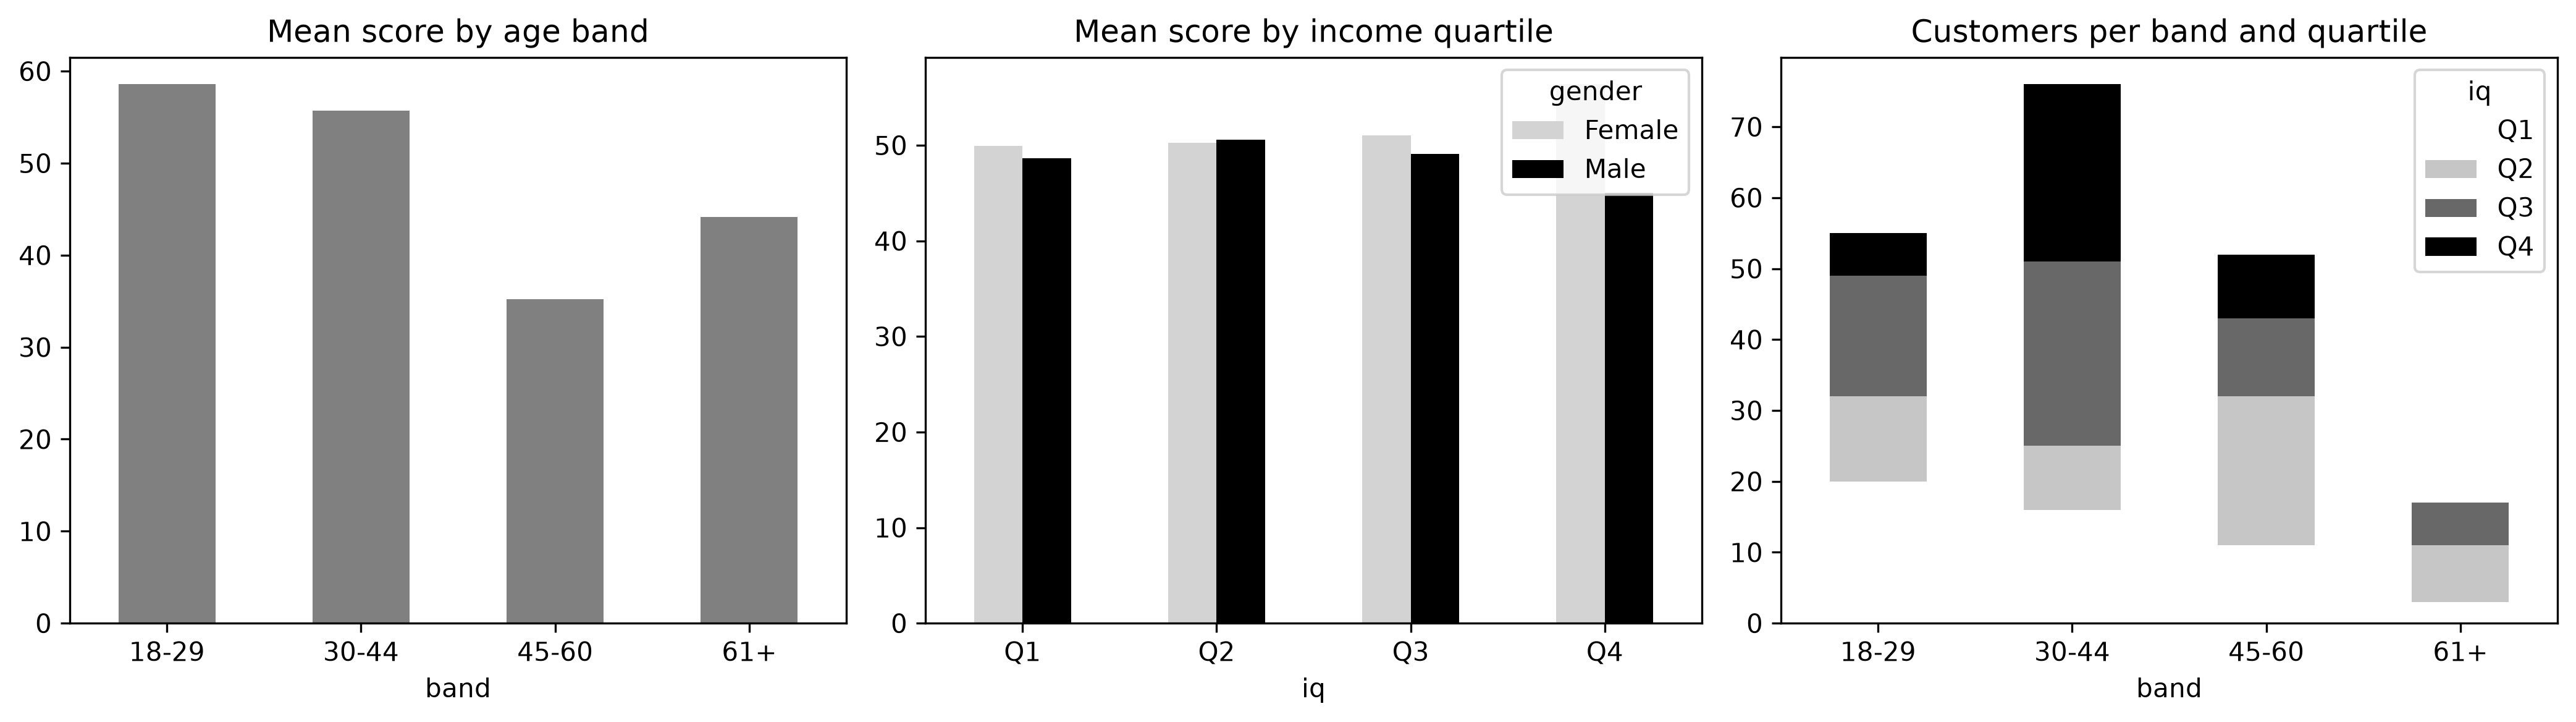 Mean score by age band
60
50
40
30
20
10
0
18-29 30-44 45-60 61+
band
Mean score by income quartile
gender
Female
Male
50
40
30
20
10
0
Q1 Q2 Q3 Q4
iq
Customers per band and quartile
iq
Q1
Q2
Q3
Q4
70
60
50
40
30
20
10
0
18-29 30-44 45-60 61+
band